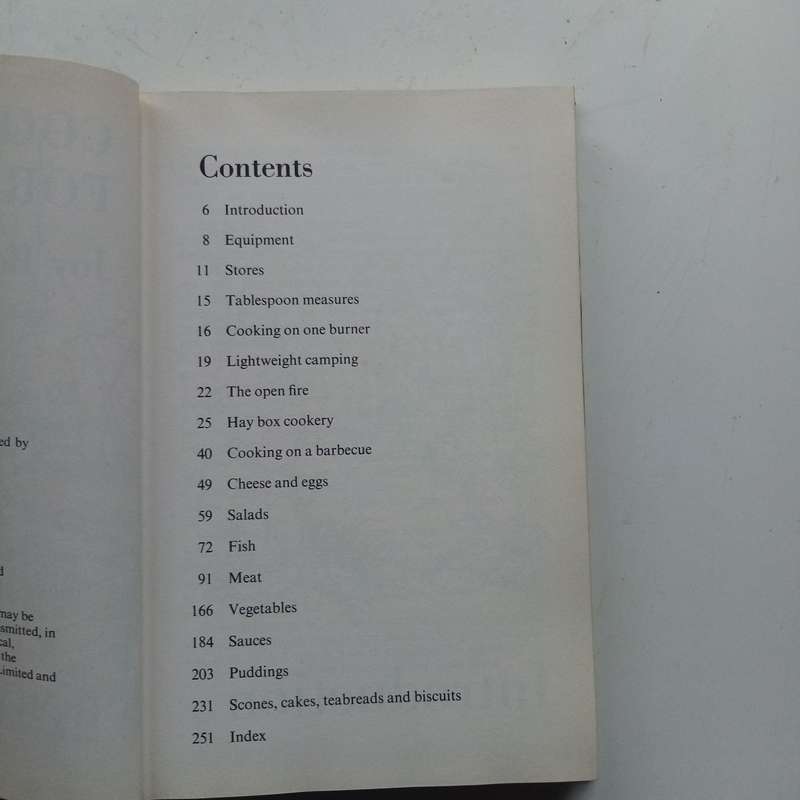 ed by
d
may be
smitted, in
cal,
the
Limited and
Contents
6 Introduction
8 Equipment
11 Stores
15 Tablespoon measures
16 Cooking on one burner
19 Lightweight camping
22 The open fire
25 Hay box cookery
40 Cooking on a barbecue
49 Cheese and eggs
59 Salads
72 Fish
91 Meat
166 Vegetables
184 Sauces
203 Puddings
231 Scones, cakes, teabreads and biscuits
251 Index